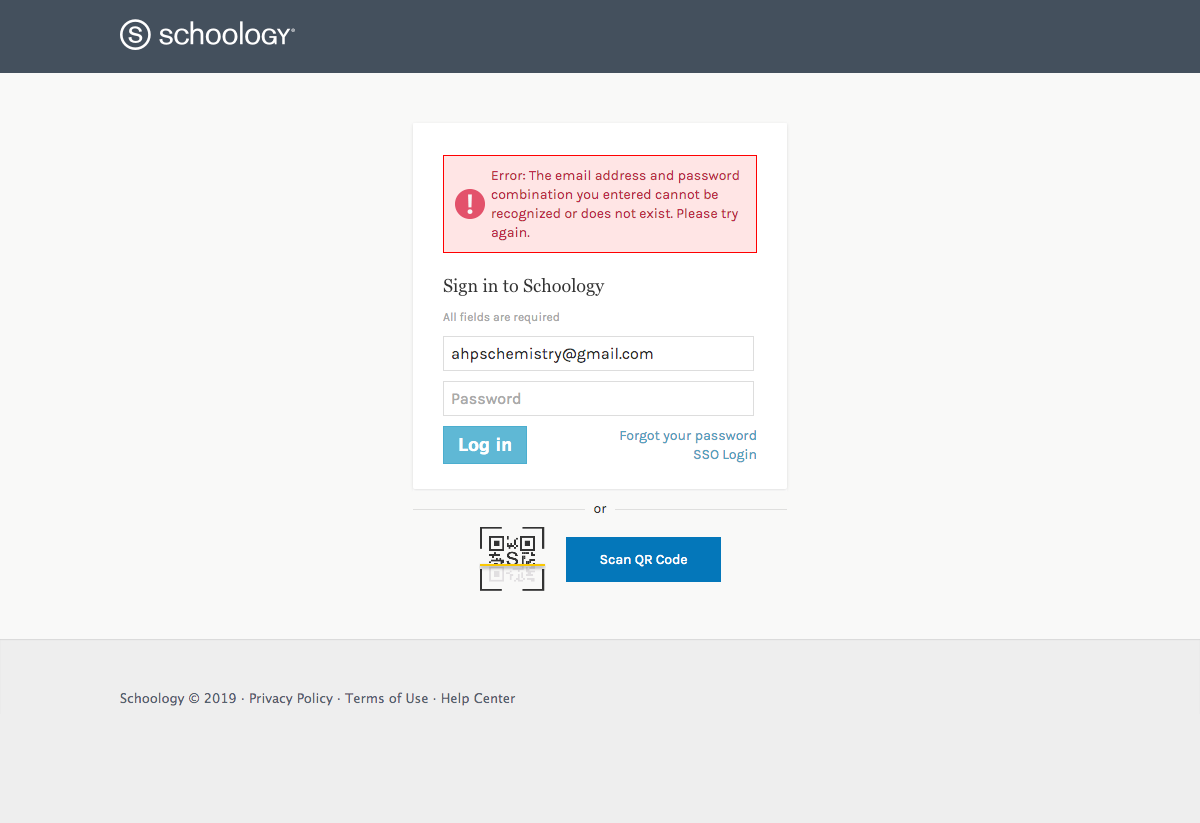 S schoology®
Error: The email address and password
combination you entered cannot be
recognized or does not exist. Please try
again.
Sign in to Schoology
All fields are required
ahpschemistry@gmail.com
Password
Log in
Forgot your password
SSO Login
or
S
Scan QR Code
Schoology © 2019 · Privacy Policy · Terms of Use · Help Center